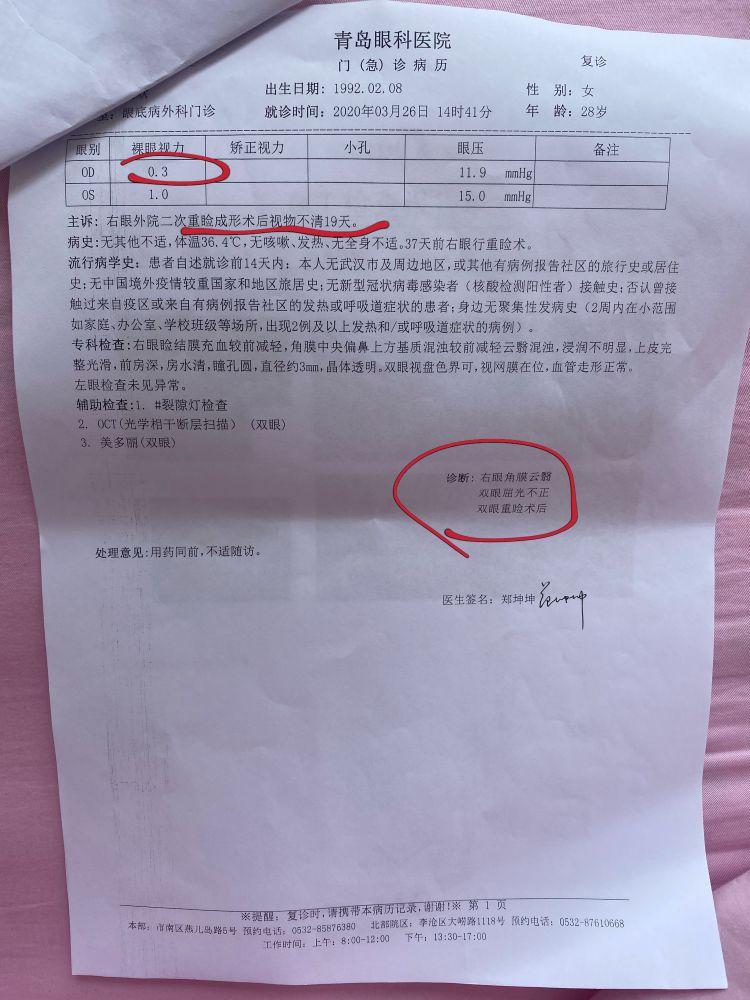 青岛眼科医院
门（急）诊病历
复诊
出生日期: 1992.02.08
性 别: 女
眼底病外科门诊
就诊时间: 2020年03月26日 14时41分
年 龄: 28岁
眼别 裸眼视力 矫正视力 小孔 眼压 备注
OD 0.3 11.9 mmHg
OS 1.0 15.0 mmHg
主诉: 右眼外院二次重睑成形术后视物不清19天。
病史:无其他不适,体温36.4℃,无咳嗽、发热、无全身不适。37天前右眼行重睑术。
流行病学史: 患者自述就诊前14天内: 本人无武汉市及周边地区,或其他有病例报告社区的旅行史或居住
史;无中国境外疫情较重国家和地区旅居史;无新型冠状病毒感染者（核酸检测阳性者）接触史;否认曾接
触过来自疫区或来自有病例报告社区的发热或呼吸道症状的患者;身边无聚集性发病史（2周内在小范围
如家庭、办公室、学校班级等场所,出现2例及以上发热和/或呼吸道症状的病例）。
专科检查: 右眼睑结膜充血较前减轻,角膜中央偏鼻上方基质混浊较前减轻云翳混浊,浸润不明显,上皮完
整光滑,前房深,房水清,瞳孔圆,直径约3mm,晶体透明。双眼视盘色界可,视网膜在位,血管走形正常。
左眼检查未见异常。
辅助检查:1. #裂隙灯检查
2. OCT(光学相干断层扫描） (双眼)
3. 美多丽(双眼)
诊断: 右眼角膜云翳
双眼屈光不正
双眼重睑术后
处理意见:用药同前,不适随访。
医生签名: 郑坤坤
※提醒: 复诊时,请携带本病历记录,谢谢!※ 第 1 页
本部: 市南区燕儿岛路5号 预约电话: 0532-85876380 北部院区: 李沧区大崂路1118号 预约电话: 0532-87610668
工作时间: 上午: 8:00-12:00 下午: 13:30-17:00